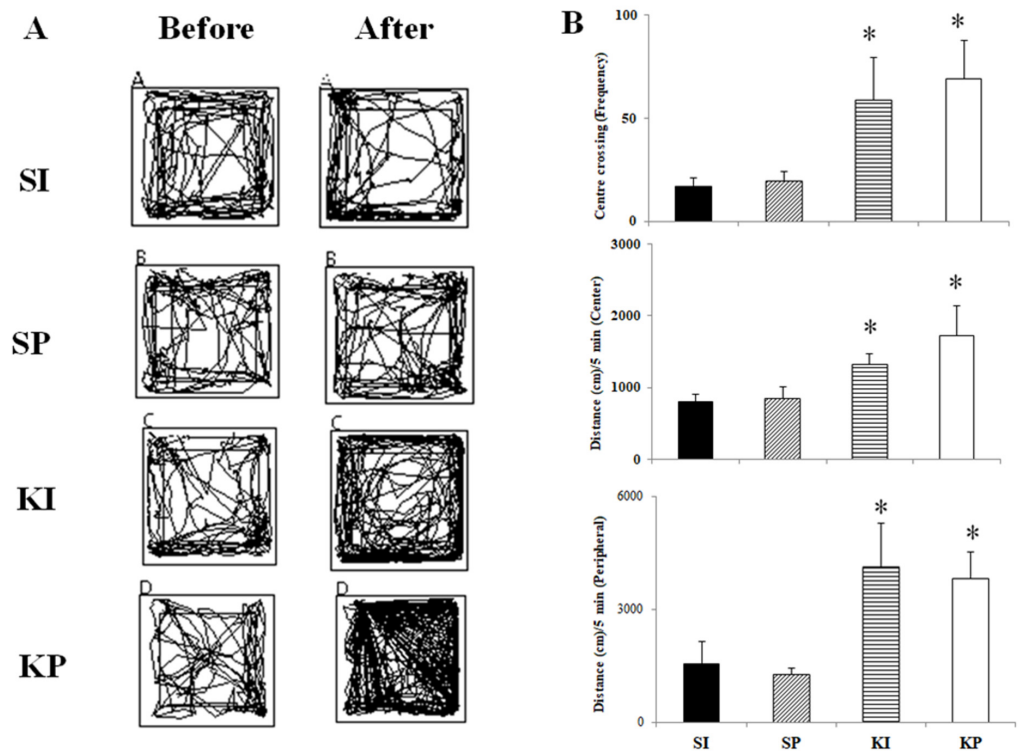 A
Before
After
SI
A
A
SP
B
B
KI
C
C
KP
D
D
B
Centre crossing (Frequency)
100
50
0
*
*
Distance (cm)/5 min (Center)
3000
2000
1000
0
*
*
Distance (cm)/5 min (Peripheral)
6000
3000
0
*
*
SI SP KI KP